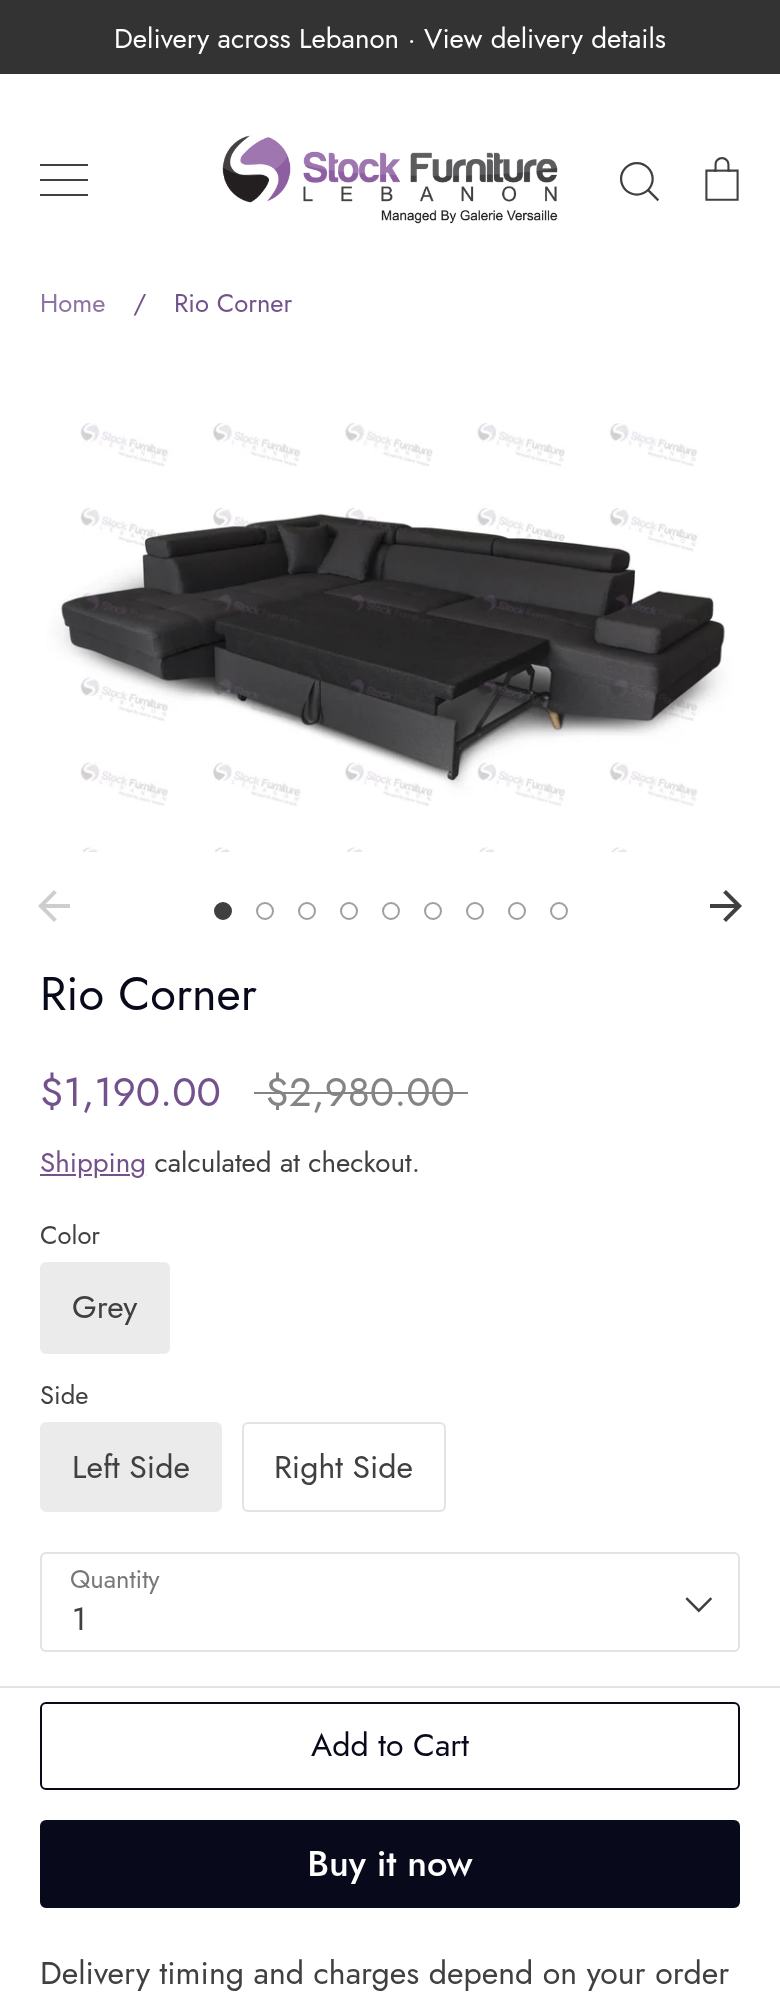 Delivery across Lebanon · View delivery details
Stock Furniture
LEBANON
Managed By Galerie Versaille
Home / Rio Corner
Rio Corner
$1,190.00 $2,980.00
Shipping calculated at checkout.
Color
Grey
Side
Left Side Right Side
Quantity
1
Add to Cart
Buy it now
Delivery timing and charges depend on your order